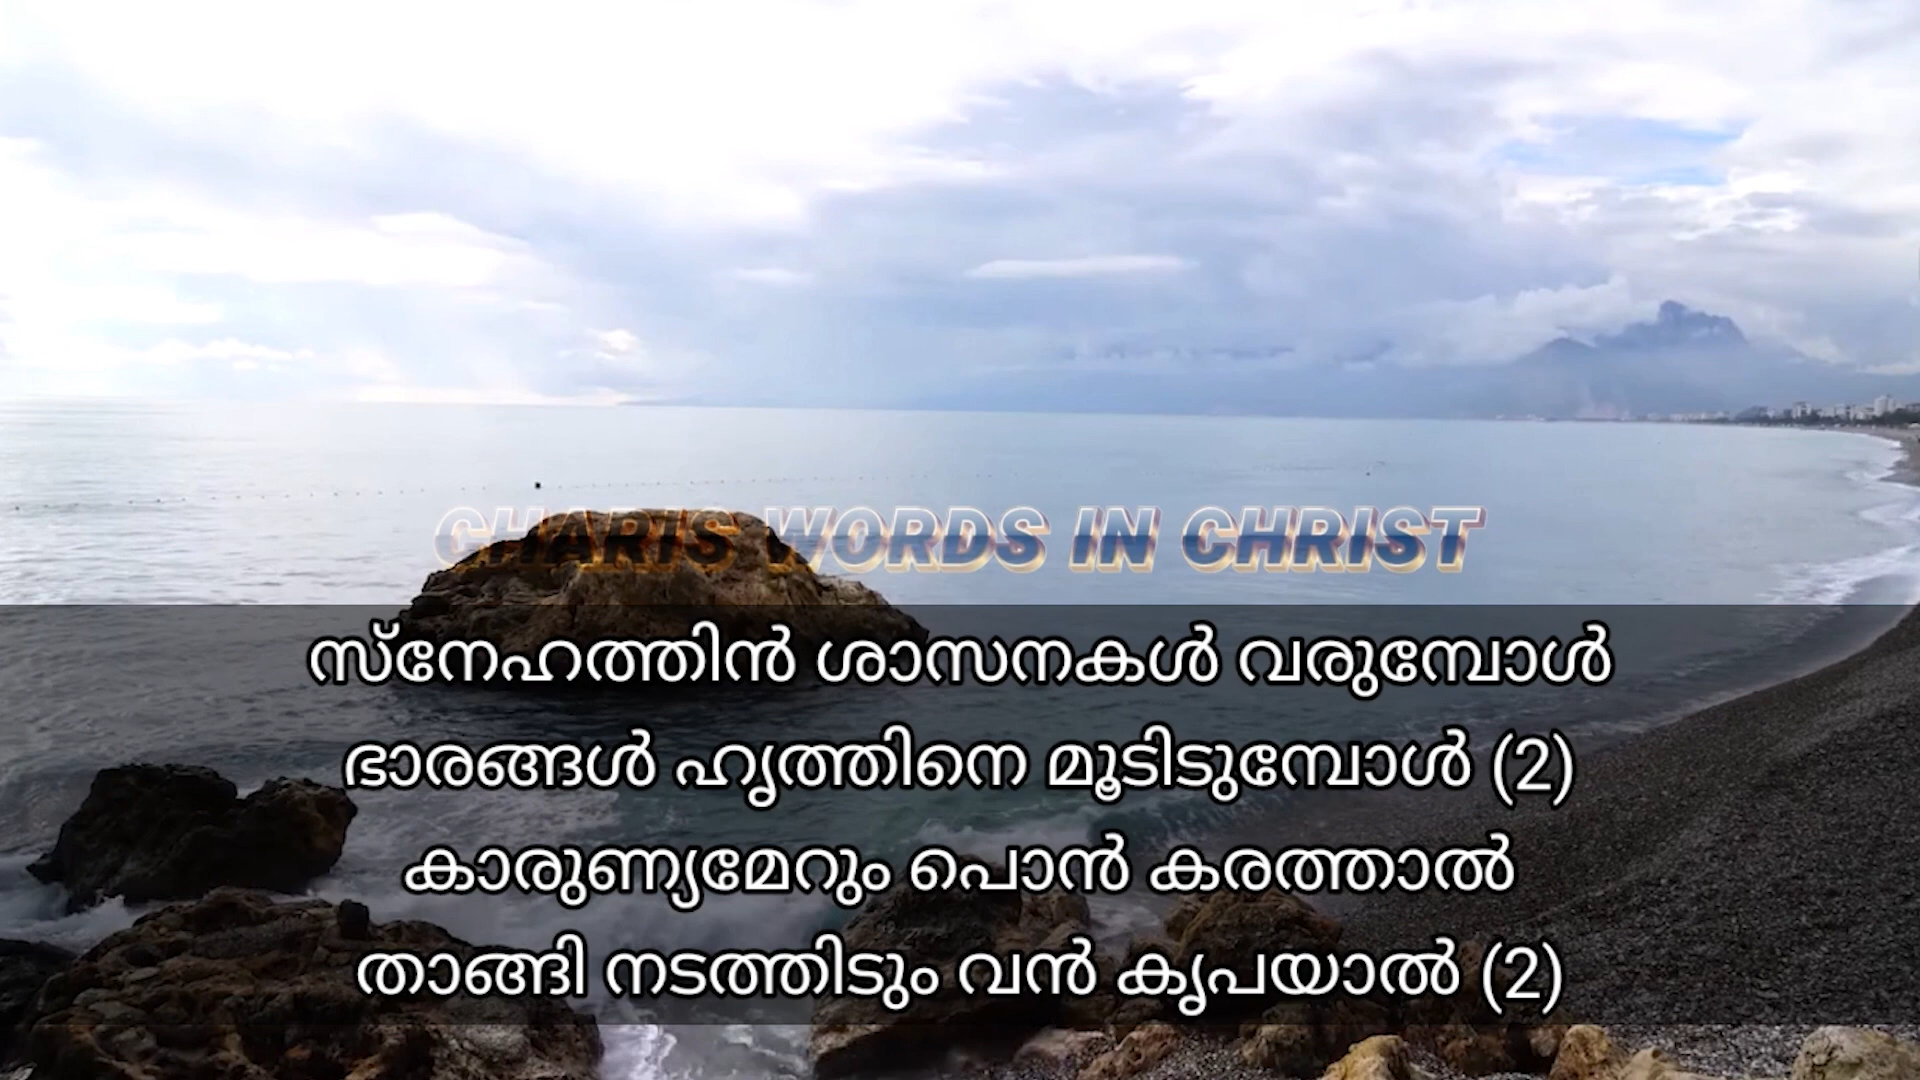 CHARIS WORDS IN CHRIST
സ്നേഹത്തിൻ ശാസനകൾ വരുമ്പോൾ
ഭാരങ്ങൾ ഹൃത്തിനെ മൂടിടുമ്പോൾ (2)
കാരുണ്യമേറും പൊൻ കരത്താൽ
താങ്ങി നടത്തിടും വൻ കൃപയാൽ (2)